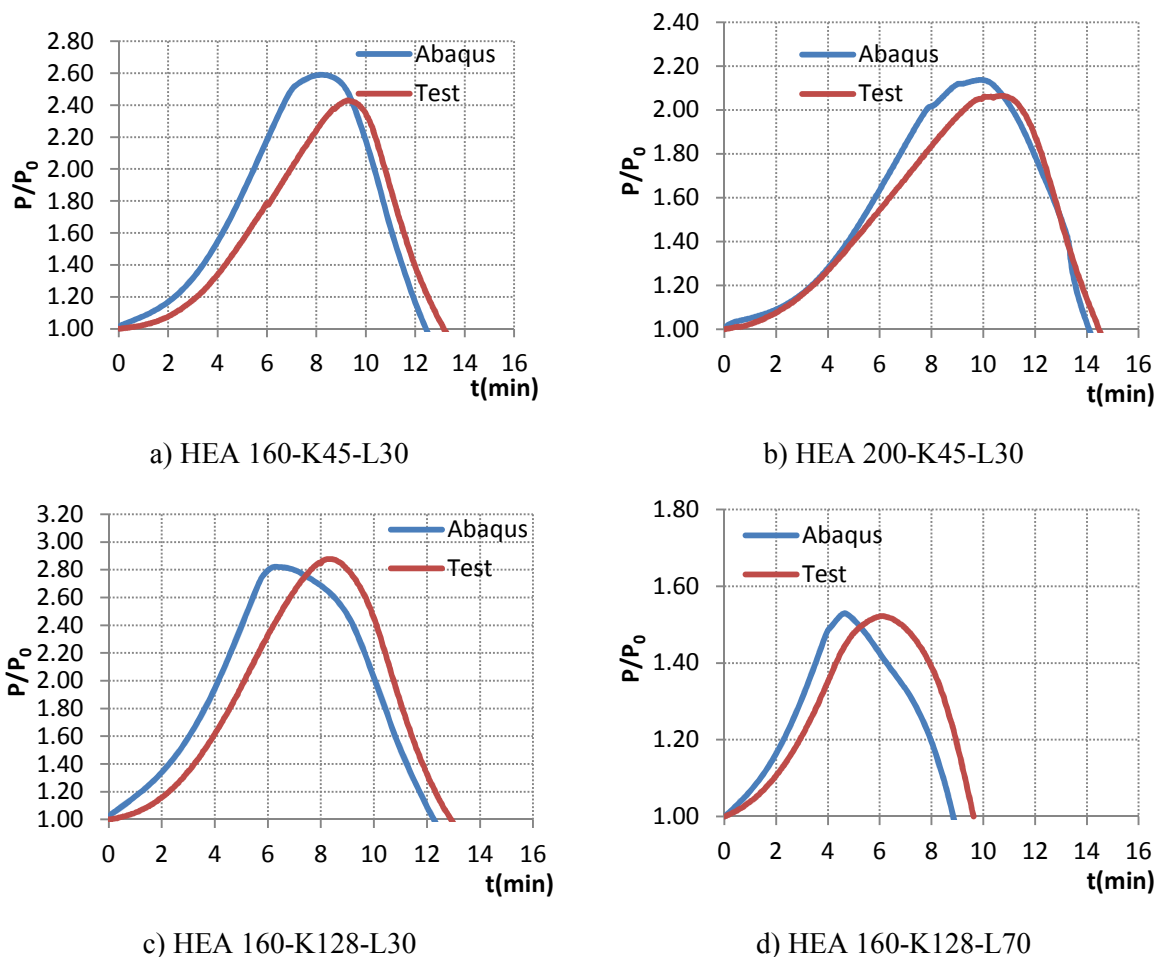 2.80
2.60
2.40
2.20
2.00
1.80
1.60
1.40
1.20
1.00
P/P0
Abaqus
Test
0 2 4 6 8 10 12 14 16
t(min)
a) HEA 160-K45-L30
2.40
2.20
2.00
1.80
1.60
1.40
1.20
1.00
P/P0
Abaqus
Test
0 2 4 6 8 10 12 14 16
t(min)
b) HEA 200-K45-L30
3.20
3.00
2.80
2.60
2.40
2.20
2.00
1.80
1.60
1.40
1.20
1.00
P/P0
Abaqus
Test
0 2 4 6 8 10 12 14 16
t(min)
c) HEA 160-K128-L30
1.80
1.60
1.40
1.20
1.00
P/P0
Abaqus
Test
0 2 4 6 8 10 12 14 16
t(min)
d) HEA 160-K128-L70